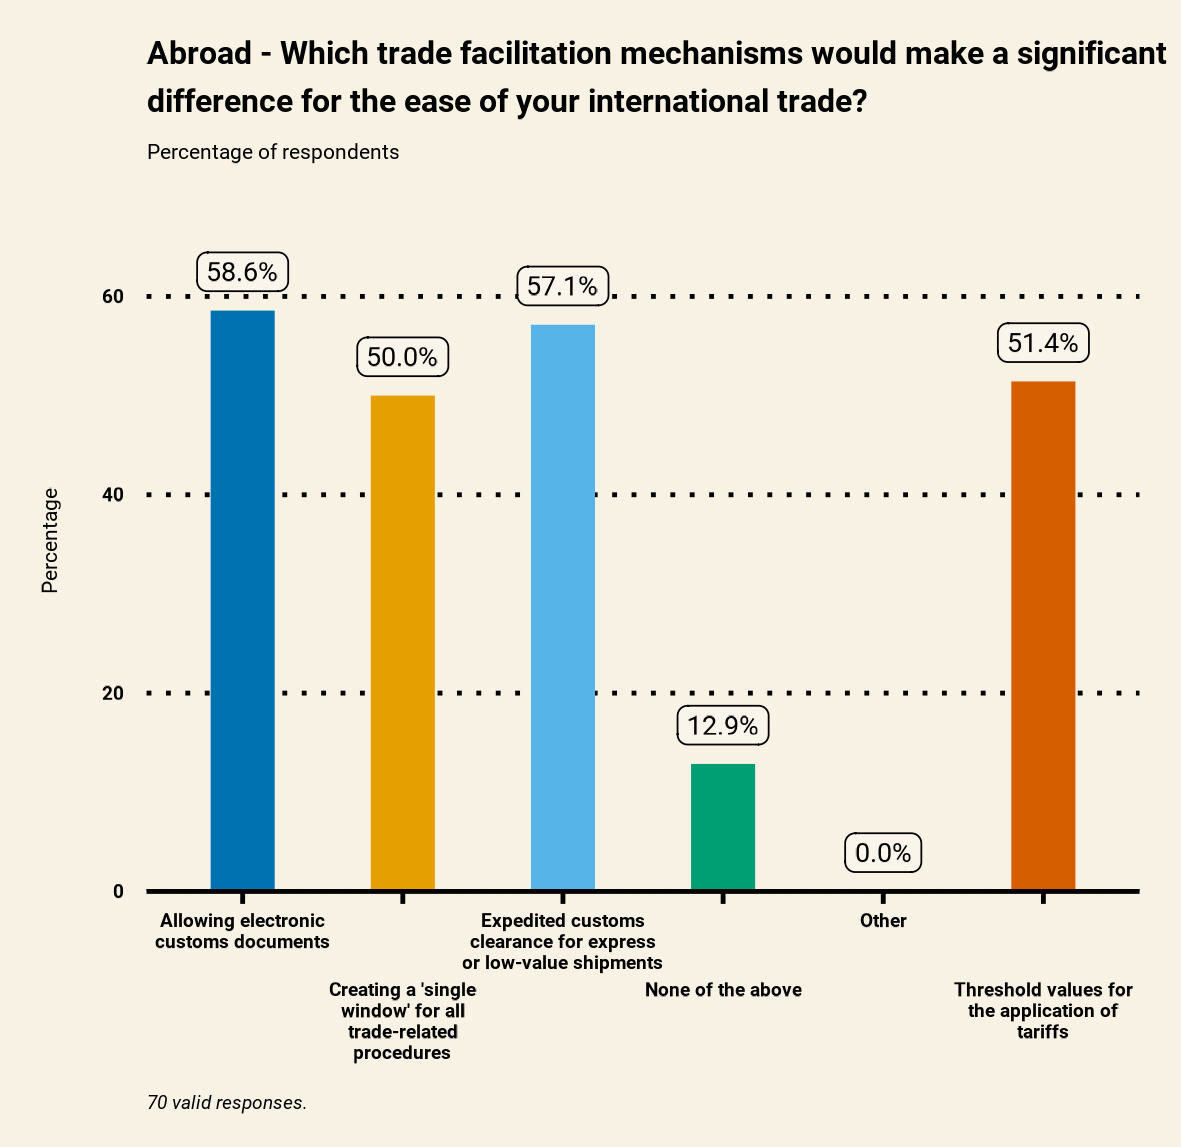 Abroad - Which trade facilitation mechanisms would make a significant
difference for the ease of your international trade?
Percentage of respondents
58.6%
57.1%
60
51.4%
50.0%
40
Percentage
20
12.9%
0.0%
0
Allowing electronic
customs documents
Expedited customs
clearance for express
or low-value shipments
Other
Creating a 'single
window' for all
trade-related
procedures
None of the above
Threshold values for
the application of
tariffs
70 valid responses.